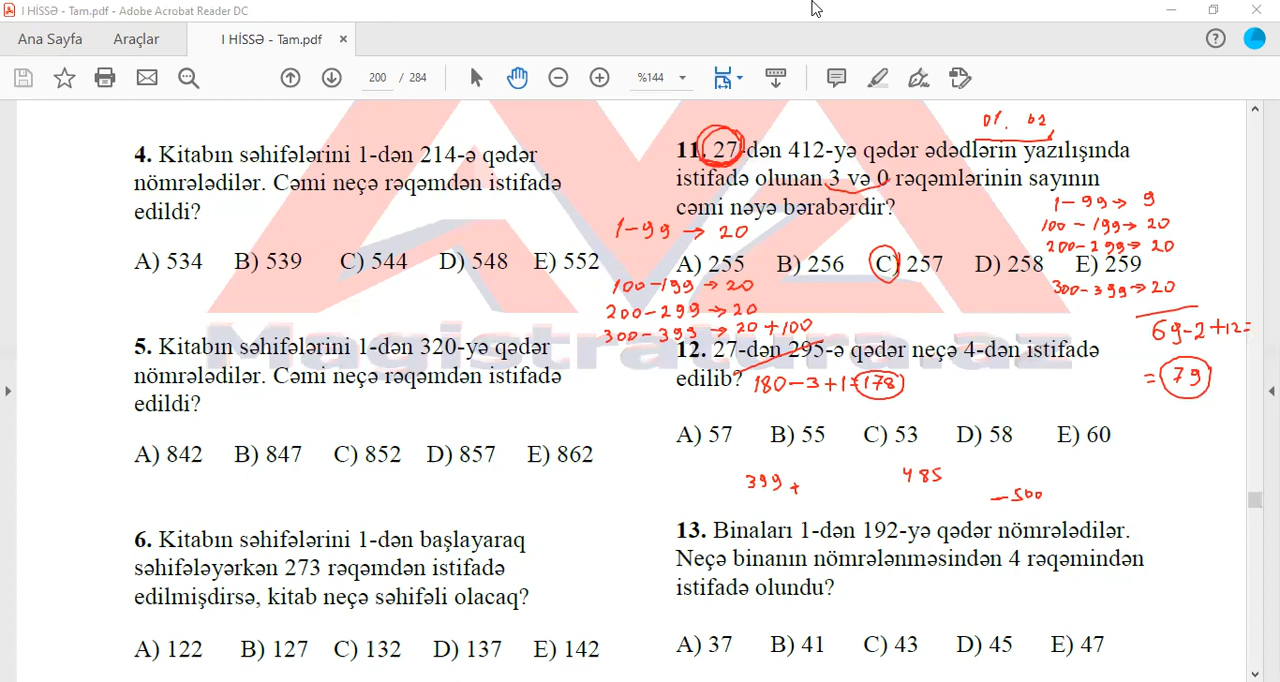 I HİSSƏ - Tam.pdf - Adobe Acrobat Reader DC
Ana Sayfa Araçlar I HİSSƏ - Tam.pdf ×
200 / 284 %144
4. Kitabın səhifələrini 1-dən 214-ə qədər
nömrələdilər. Cəmi neçə rəqəmdən istifadə
edildi?
A) 534 B) 539 C) 544 D) 548 E) 552
5. Kitabın səhifələrini 1-dən 320-yə qədər
nömrələdilər. Cəmi neçə rəqəmdən istifadə
edildi?
A) 842 B) 847 C) 852 D) 857 E) 862
6. Kitabın səhifələrini 1-dən başlayaraq
səhifələyərkən 273 rəqəmdən istifadə
edilmişdirsə, kitab neçə səhifəli olacaq?
A) 122 B) 127 C) 132 D) 137 E) 142
11. 27-dən 412-yə qədər ədədlərin yazılışında
istifadə olunan 3 və 0 rəqəmlərinin sayının
cəmi nəyə bərabərdir?
1-99 → 20
1-99 → 9
100 - 199 → 20
200-299 → 20
A) 255 B) 256 C) 257 D) 258 E) 259
100-199 → 20
200-299 → 20
300-399 → 20 +100
300-399 → 20
69-2+12=
= 79
12. 27-dən 295-ə qədər neçə 4-dən istifadə
edilib?
180-3+1=178
A) 57 B) 55 C) 53 D) 58 E) 60
399 + 485 -500
13. Binaları 1-dən 192-yə qədər nömrələdilər.
Neçə binanın nömrələnməsindən 4 rəqəmindən
istifadə olundu?
A) 37 B) 41 C) 43 D) 45 E) 47
Magistratura.az